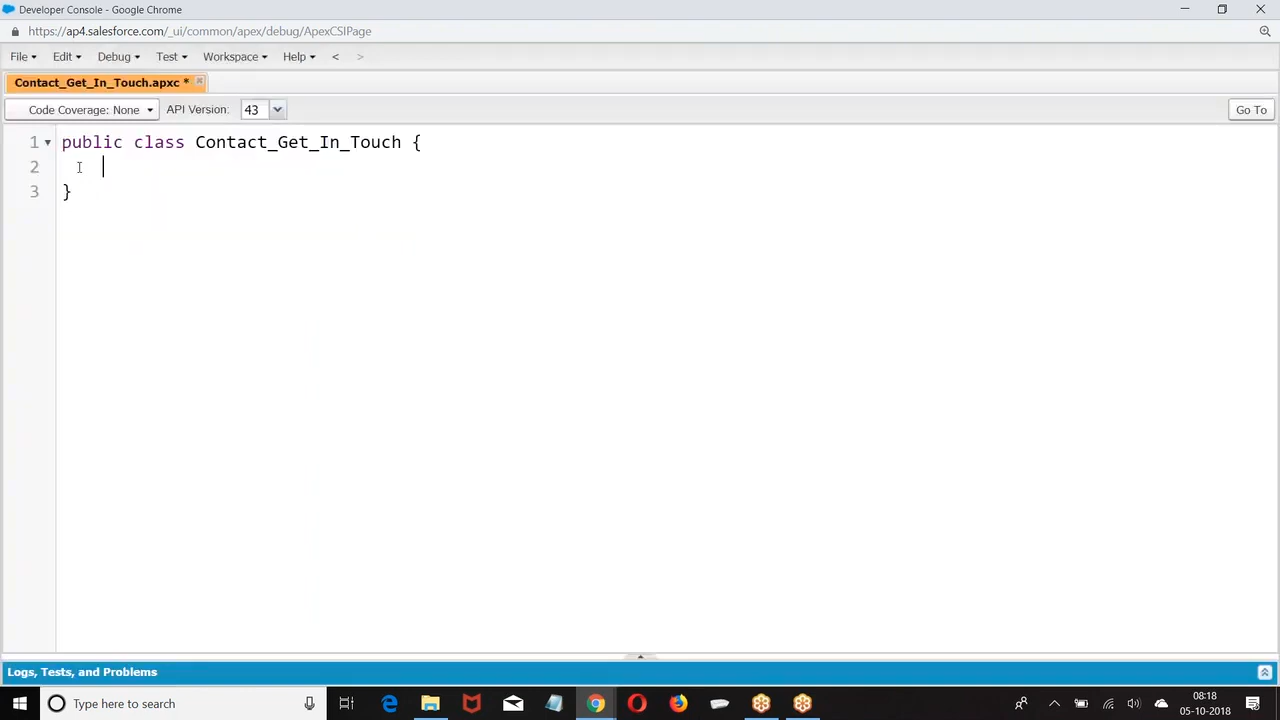 Developer Console - Google Chrome
https://ap4.salesforce.com/_ui/common/apex/debug/ApexCSIPage
File Edit Debug Test Workspace Help < >
Contact_Get_In_Touch.apxc *
Code Coverage: None API Version: 43 Go To
1 public class Contact_Get_In_Touch {
2
3 }
Logs, Tests, and Problems
Type here to search
08:18
05-10-2018